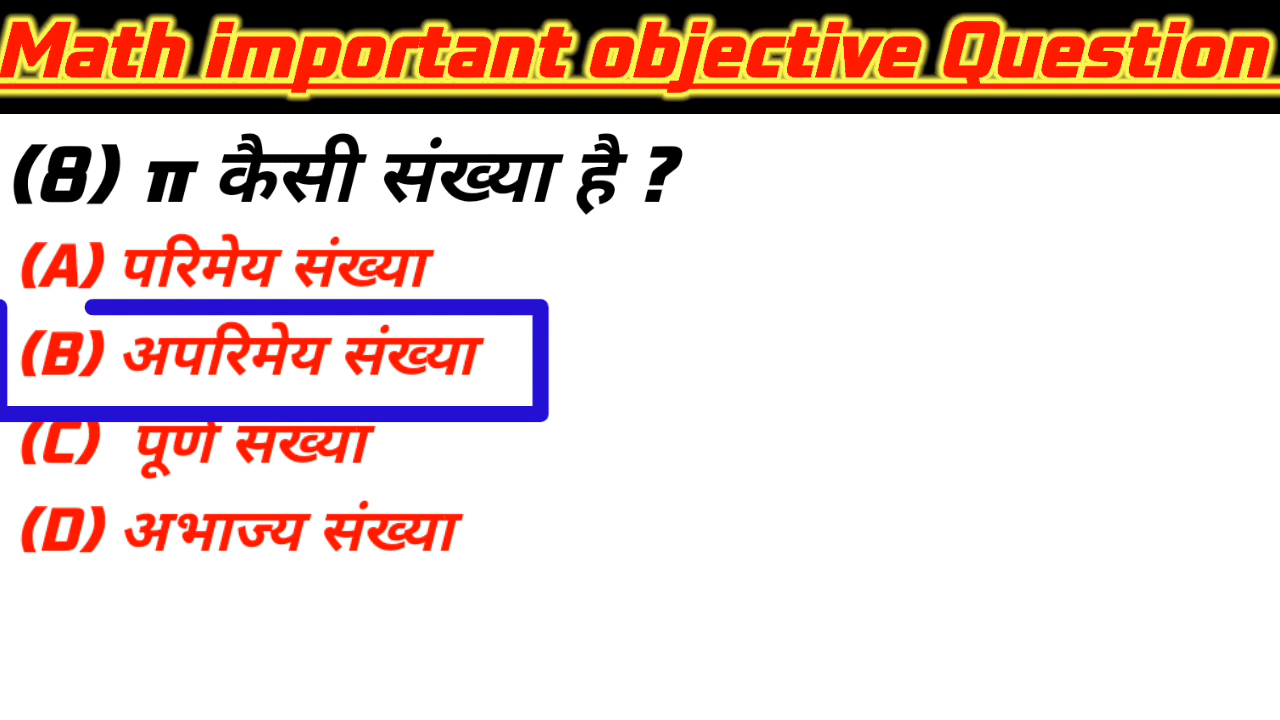 Math important objective Question
(8) π कैसी संख्या है ?
(A) परिमेय संख्या
(B) अपरिमेय संख्या
(C) पूर्ण संख्या
(D) अभाज्य संख्या